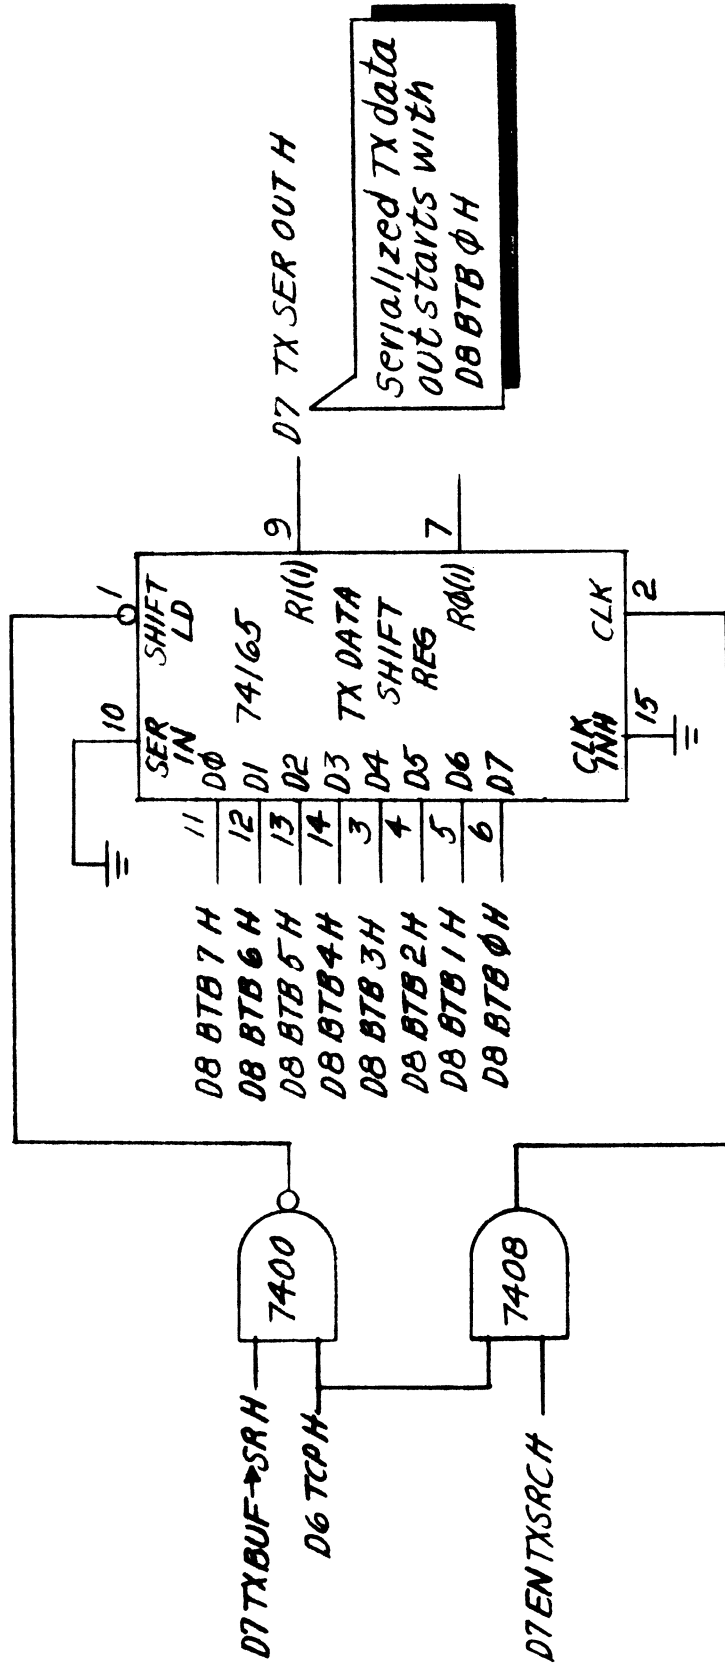 D7 TXBUF→SR H
D6 TCP H
D7 EN TXSRC H
7400
7408
D8 BTB 7 H
D8 BTB 6 H
D8 BTB 5 H
D8 BTB 4 H
D8 BTB 3 H
D8 BTB 2 H
D8 BTB 1 H
D8 BTB φ H
11
12
13
14
3
4
5
6
10
1
SER
IN
SHIFT
LD
Dφ
D1
D2
D3
D4
D5
D6
D7
74165
TX DATA
SHIFT
REG
R1(1)
Rφ(1)
CLK
INH
CLK
15
2
9
7
D7 TX SER OUT H
Serialized TX data
out starts with
D8 BTB φ H